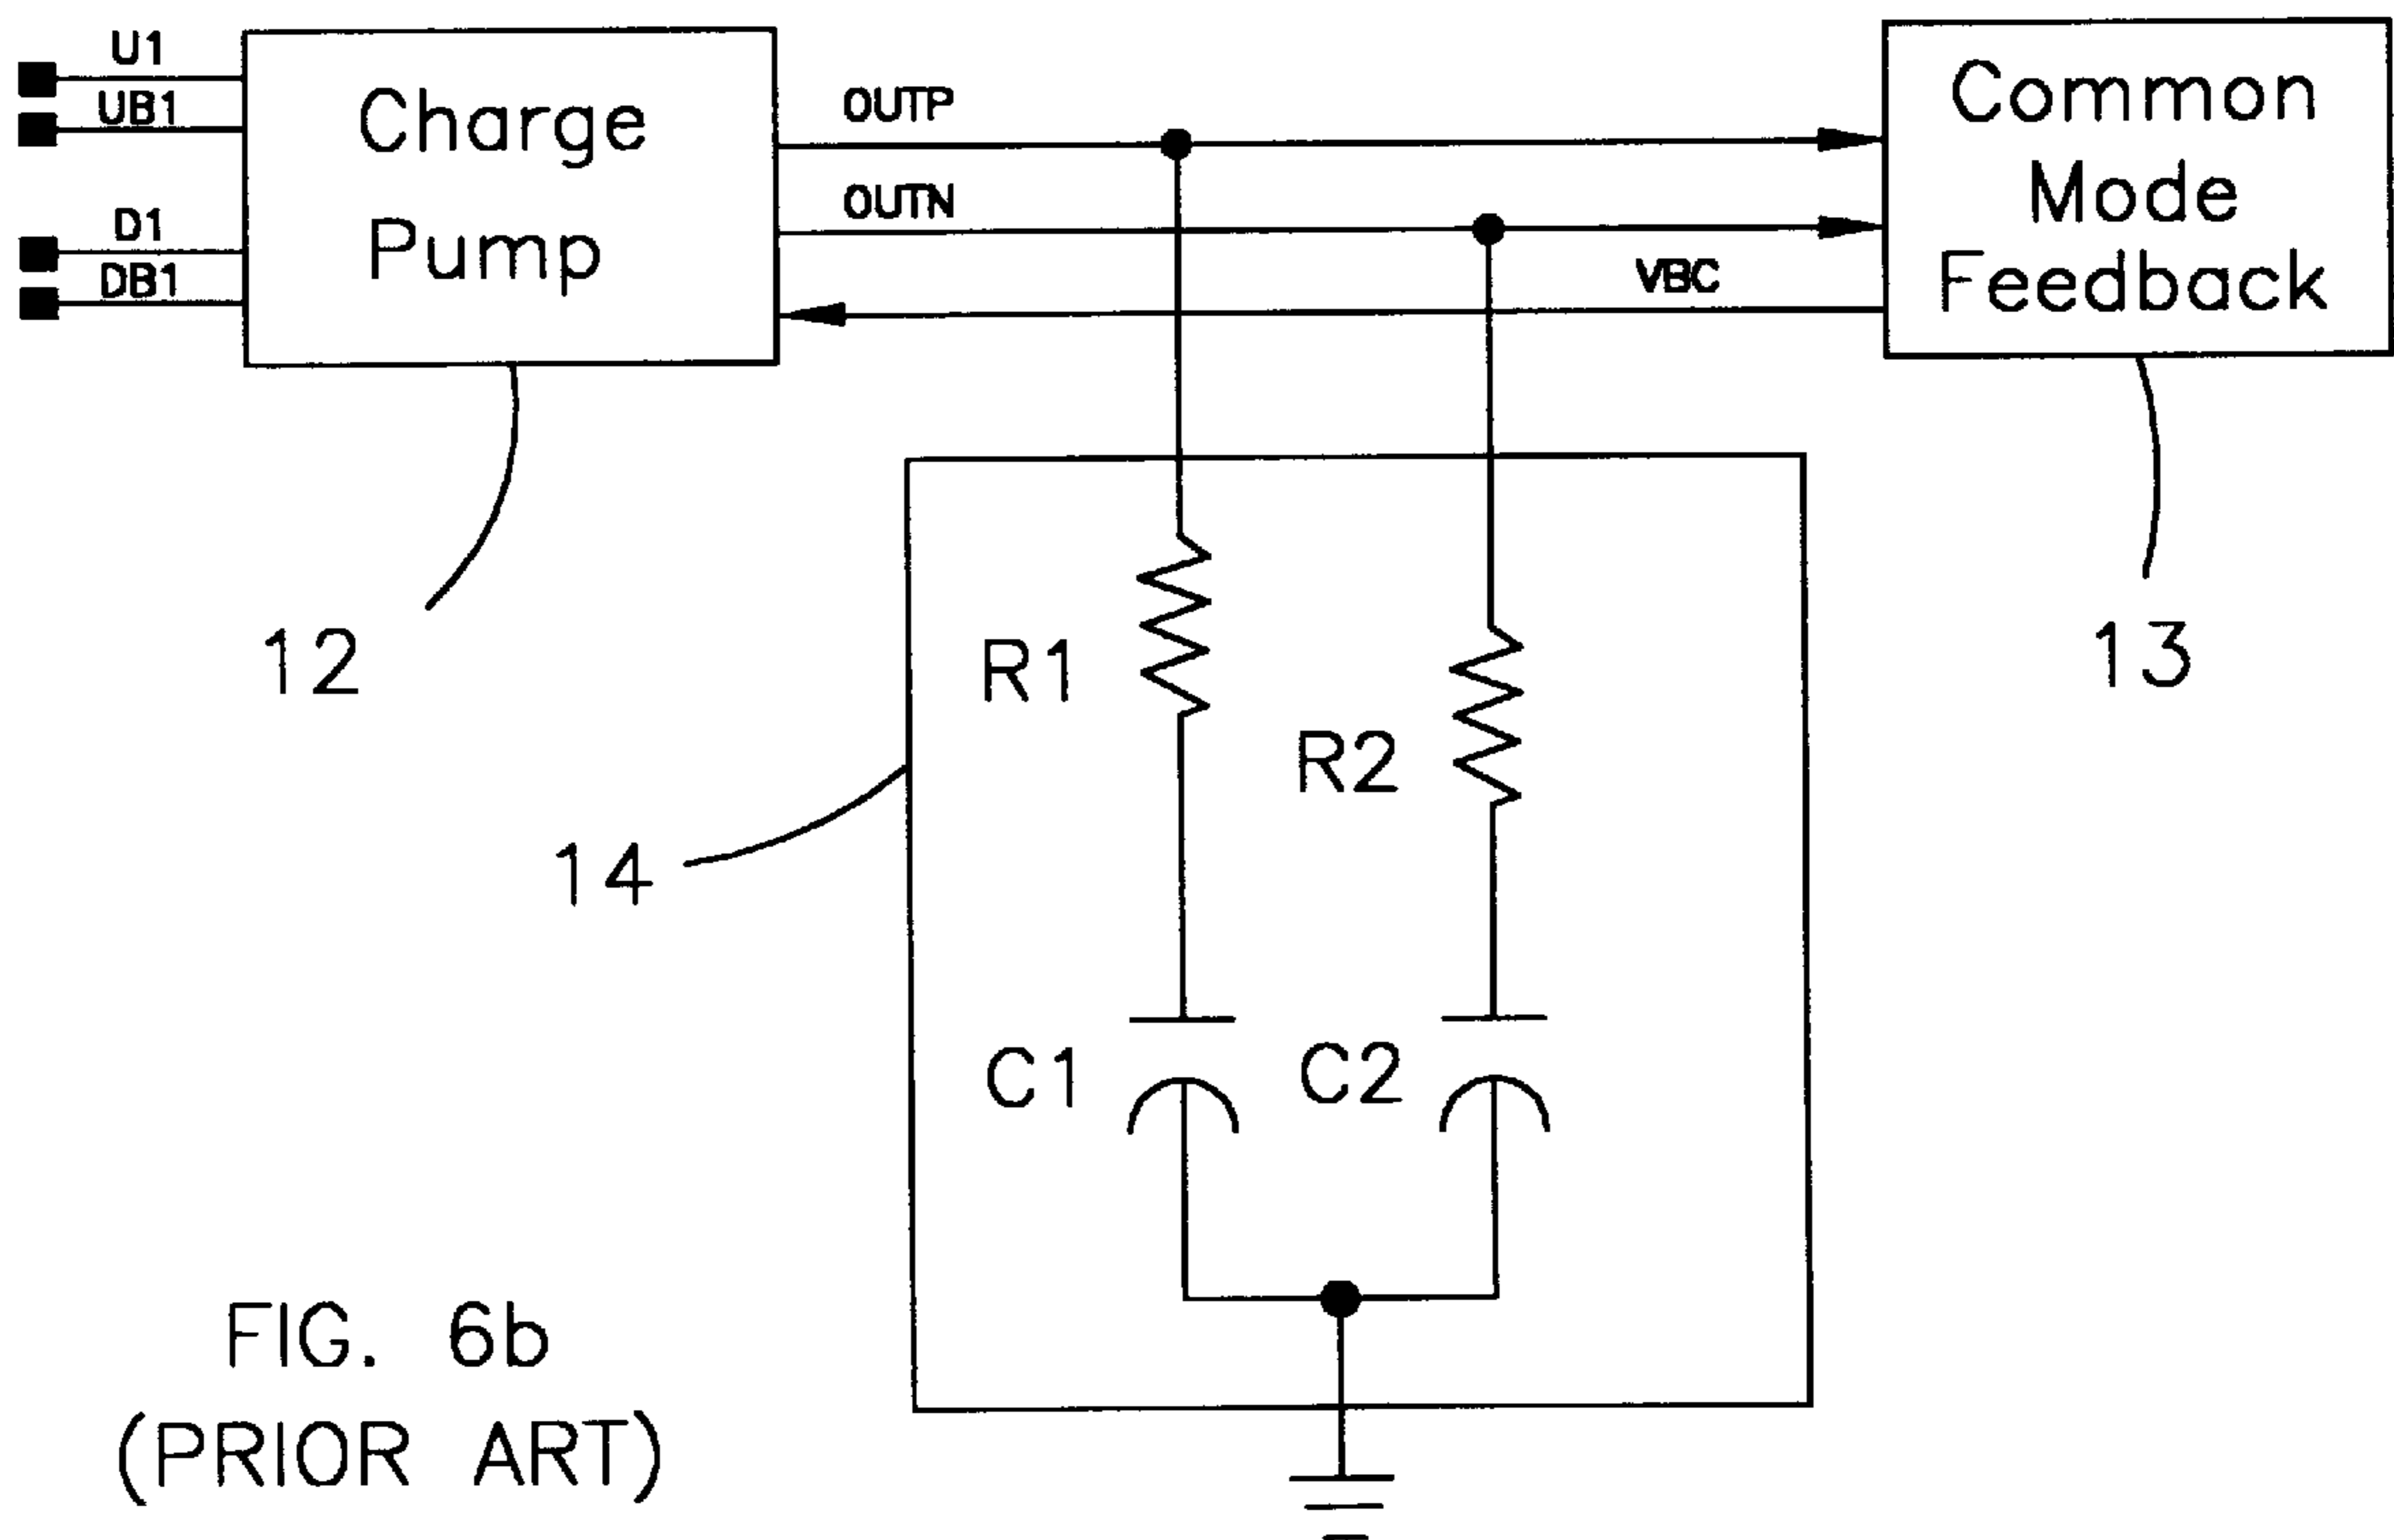 U1
UB1
D1
DB1
Charge
Pump
OUTP
OUTN
VBC
Common
Mode
Feedback
12
13
14
R1
R2
C1
C2
FIG. 6b
(PRIOR ART)